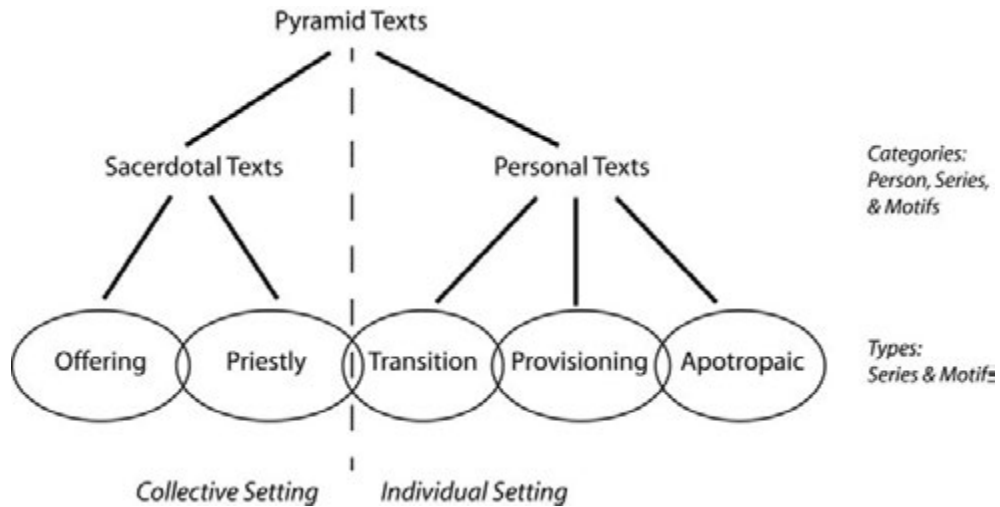 Pyramid Texts
Sacerdotal Texts
Personal Texts
Categories:
Person, Series,
& Motifs
Offering
Priestly
Transition
Provisioning
Apotropaic
Types:
Series & Motifs
Collective Setting
Individual Setting